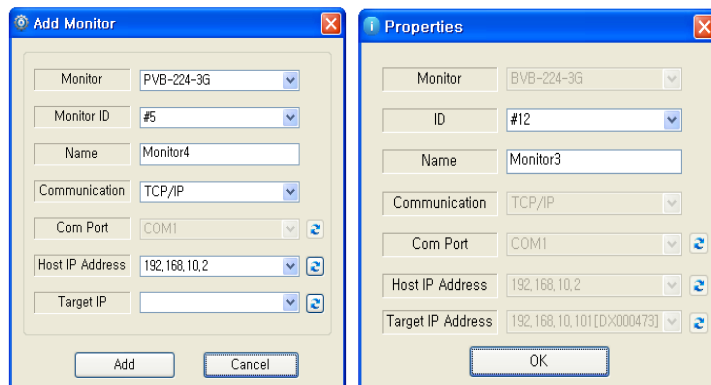 Add Monitor
Monitor PVB-224-3G
Monitor ID #5
Name Monitor4
Communication TCP/IP
Com Port COM1
Host IP Address 192,168,10,2
Target IP
Add Cancel
Properties
Monitor BVB-224-3G
ID #12
Name Monitor3
Communication TCP/IP
Com Port COM1
Host IP Address 192,168,10,2
Target IP Address 192,168,10,101[DX000473]
OK